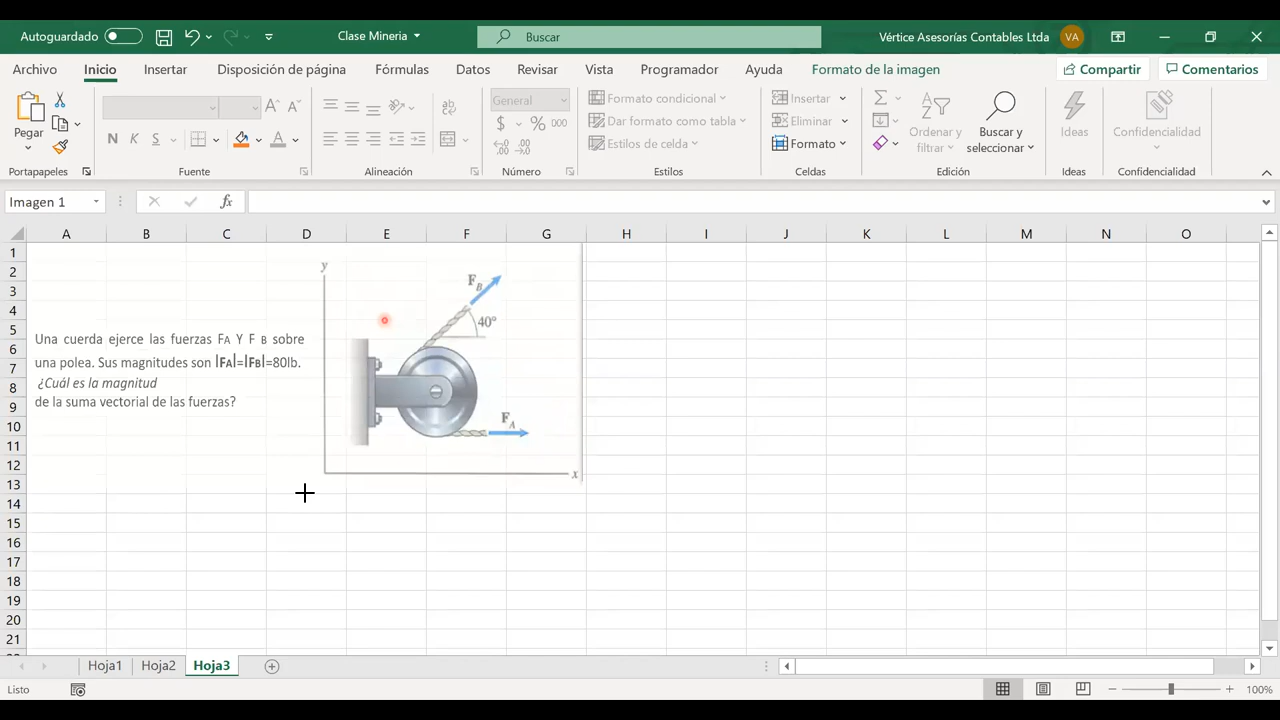 Autoguardado
Clase Mineria
Buscar
Vértice Asesorías Contables Ltda
VA
Archivo Inicio Insertar Disposición de página Fórmulas Datos Revisar Vista Programador Ayuda Formato de la imagen Compartir Comentarios
Pegar
N K S
A A
ab
General
$ % 000
Formato condicional
Dar formato como tabla
Estilos de celda
Insertar
Eliminar
Formato
Ordenar y filtrar
Buscar y seleccionar
Ideas
Confidencialidad
Portapapeles Fuente Alineación Número Estilos Celdas Edición Ideas Confidencialidad
Imagen 1
fx
A B C D E F G H I J K L M N O
1
2
3
4
5
6
7
8
9
10
11
12
13
14
15
16
17
18
19
20
21
Una cuerda ejerce las fuerzas FA Y F B sobre
una polea. Sus magnitudes son |FA|=|FB|=80lb.
¿Cuál es la magnitud
de la suma vectorial de las fuerzas?
y
FB
40°
FA
x
Hoja1 Hoja2 Hoja3
Listo
100%